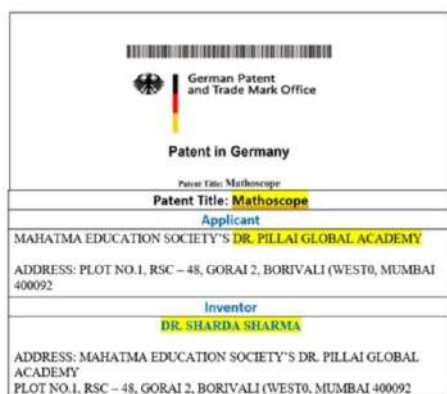 German Patent
and Trade Mark Office
Patent in Germany
Patent Title: Mathoscope
Patent Title: Mathoscope
Applicant
MAHATMA EDUCATION SOCIETY'S DR. PILLAI GLOBAL ACADEMY
ADDRESS: PLOT NO.1, RSC – 48, GORAI 2, BORIVALI (WEST0, MUMBAI
400092
Inventor
DR. SHARDA SHARMA
ADDRESS: MAHATMA EDUCATION SOCIETY'S DR. PILLAI GLOBAL
ACADEMY
PLOT NO.1, RSC – 48, GORAI 2, BORIVALI (WEST0, MUMBAI 400092